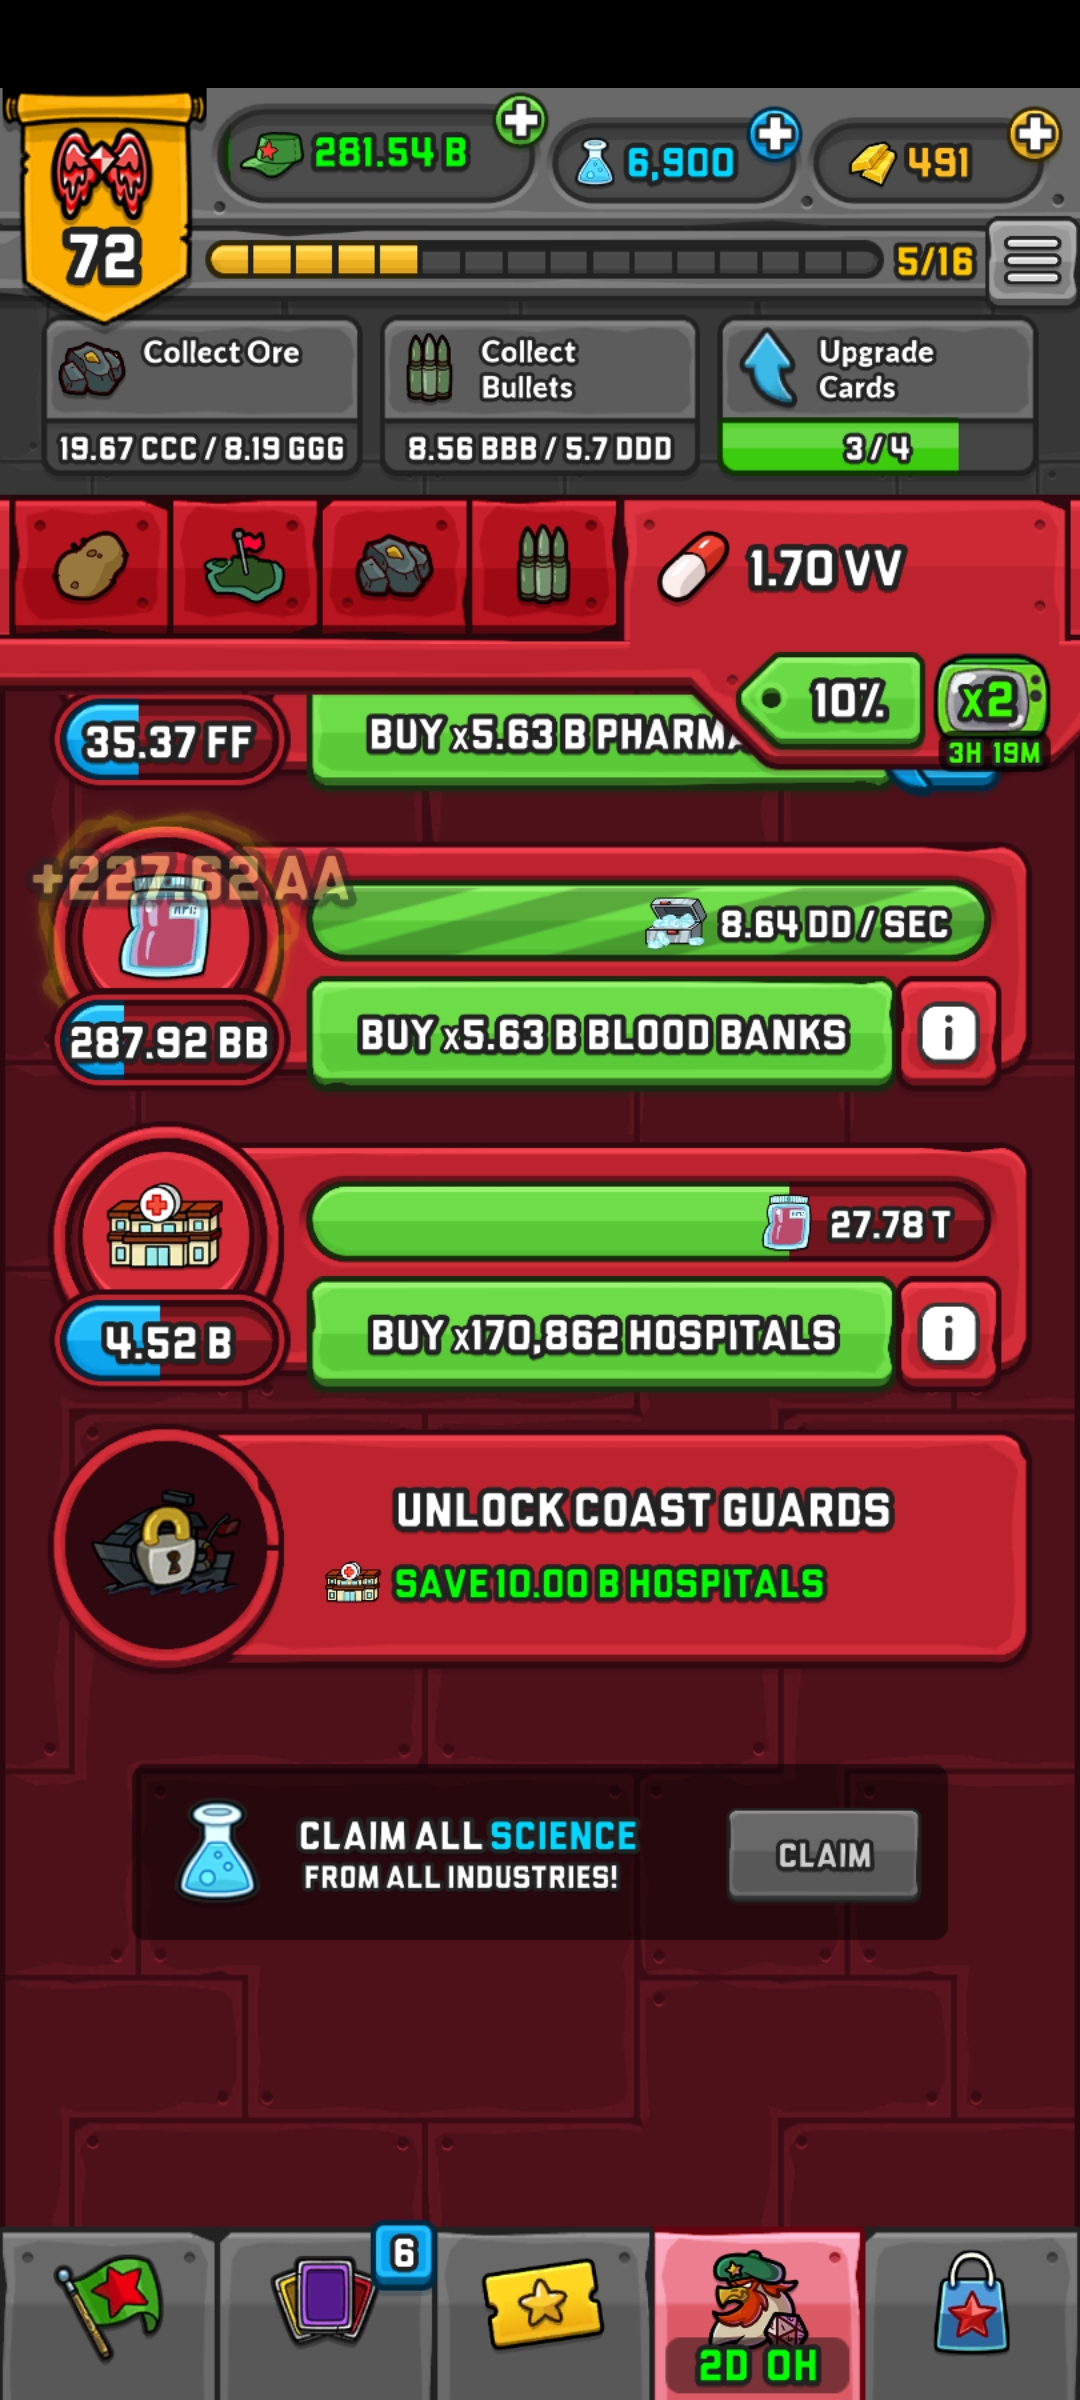 281.54 B
6,900
491
72
5/16
Collect Ore
19.67 CCC / 8.19 GGG
Collect
Bullets
8.56 BBB / 5.7 DDD
Upgrade
Cards
3/4
1.70 VV
10%
x2
3H 19M
35.37 FF
BUY x5.63 B PHARMA
+227.62 AA
8.64 DD / SEC
287.92 BB
BUY x5.63 B BLOOD BANKS
i
27.78 T
4.52 B
BUY x170,862 HOSPITALS
i
UNLOCK COAST GUARDS
SAVE 10.00 B HOSPITALS
CLAIM ALL SCIENCE
FROM ALL INDUSTRIES!
CLAIM
6
2D 0H